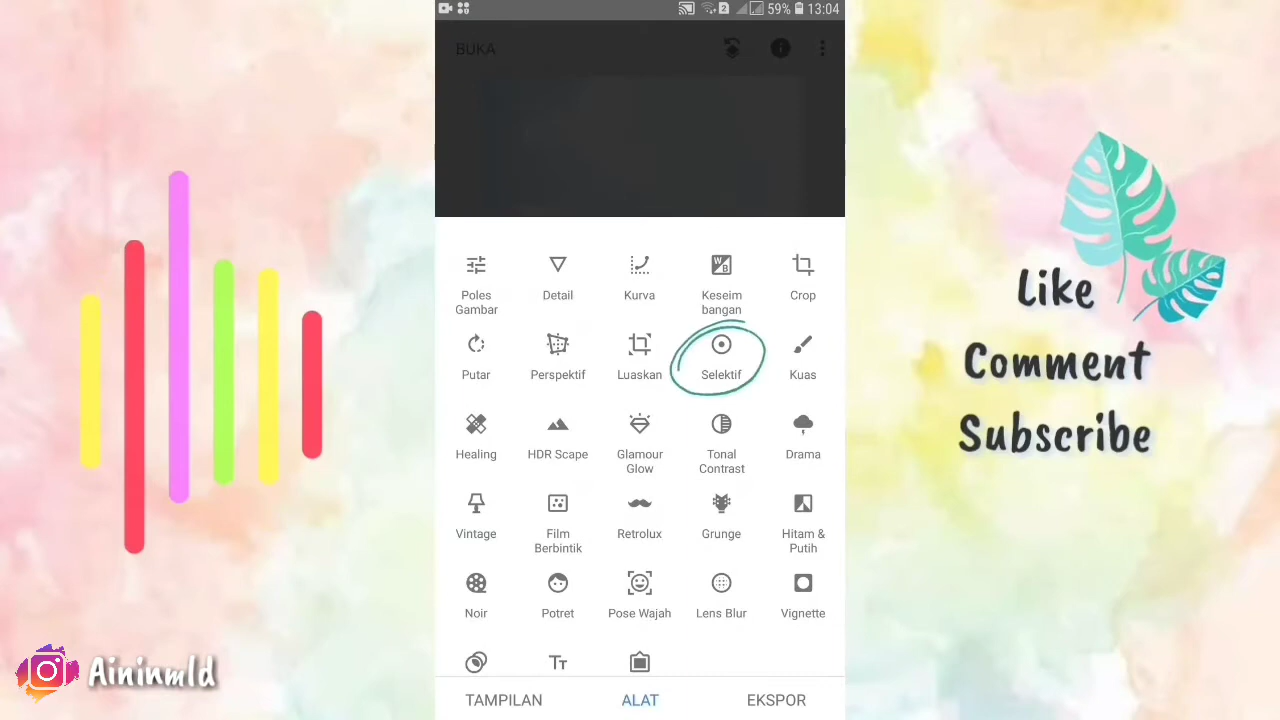 2 59% 13:04
BUKA
Poles
Gambar
Detail
Kurva
Keseim
bangan
Crop
Putar
Perspektif
Luaskan
Selektif
Kuas
Healing
HDR Scape
Glamour
Glow
Tonal
Contrast
Drama
Vintage
Film
Berbintik
Retrolux
Grunge
Hitam &
Putih
Noir
Potret
Pose Wajah
Lens Blur
Vignette
TAMPILAN
ALAT
EKSPOR
Like
Comment
Subscribe
Aininmld